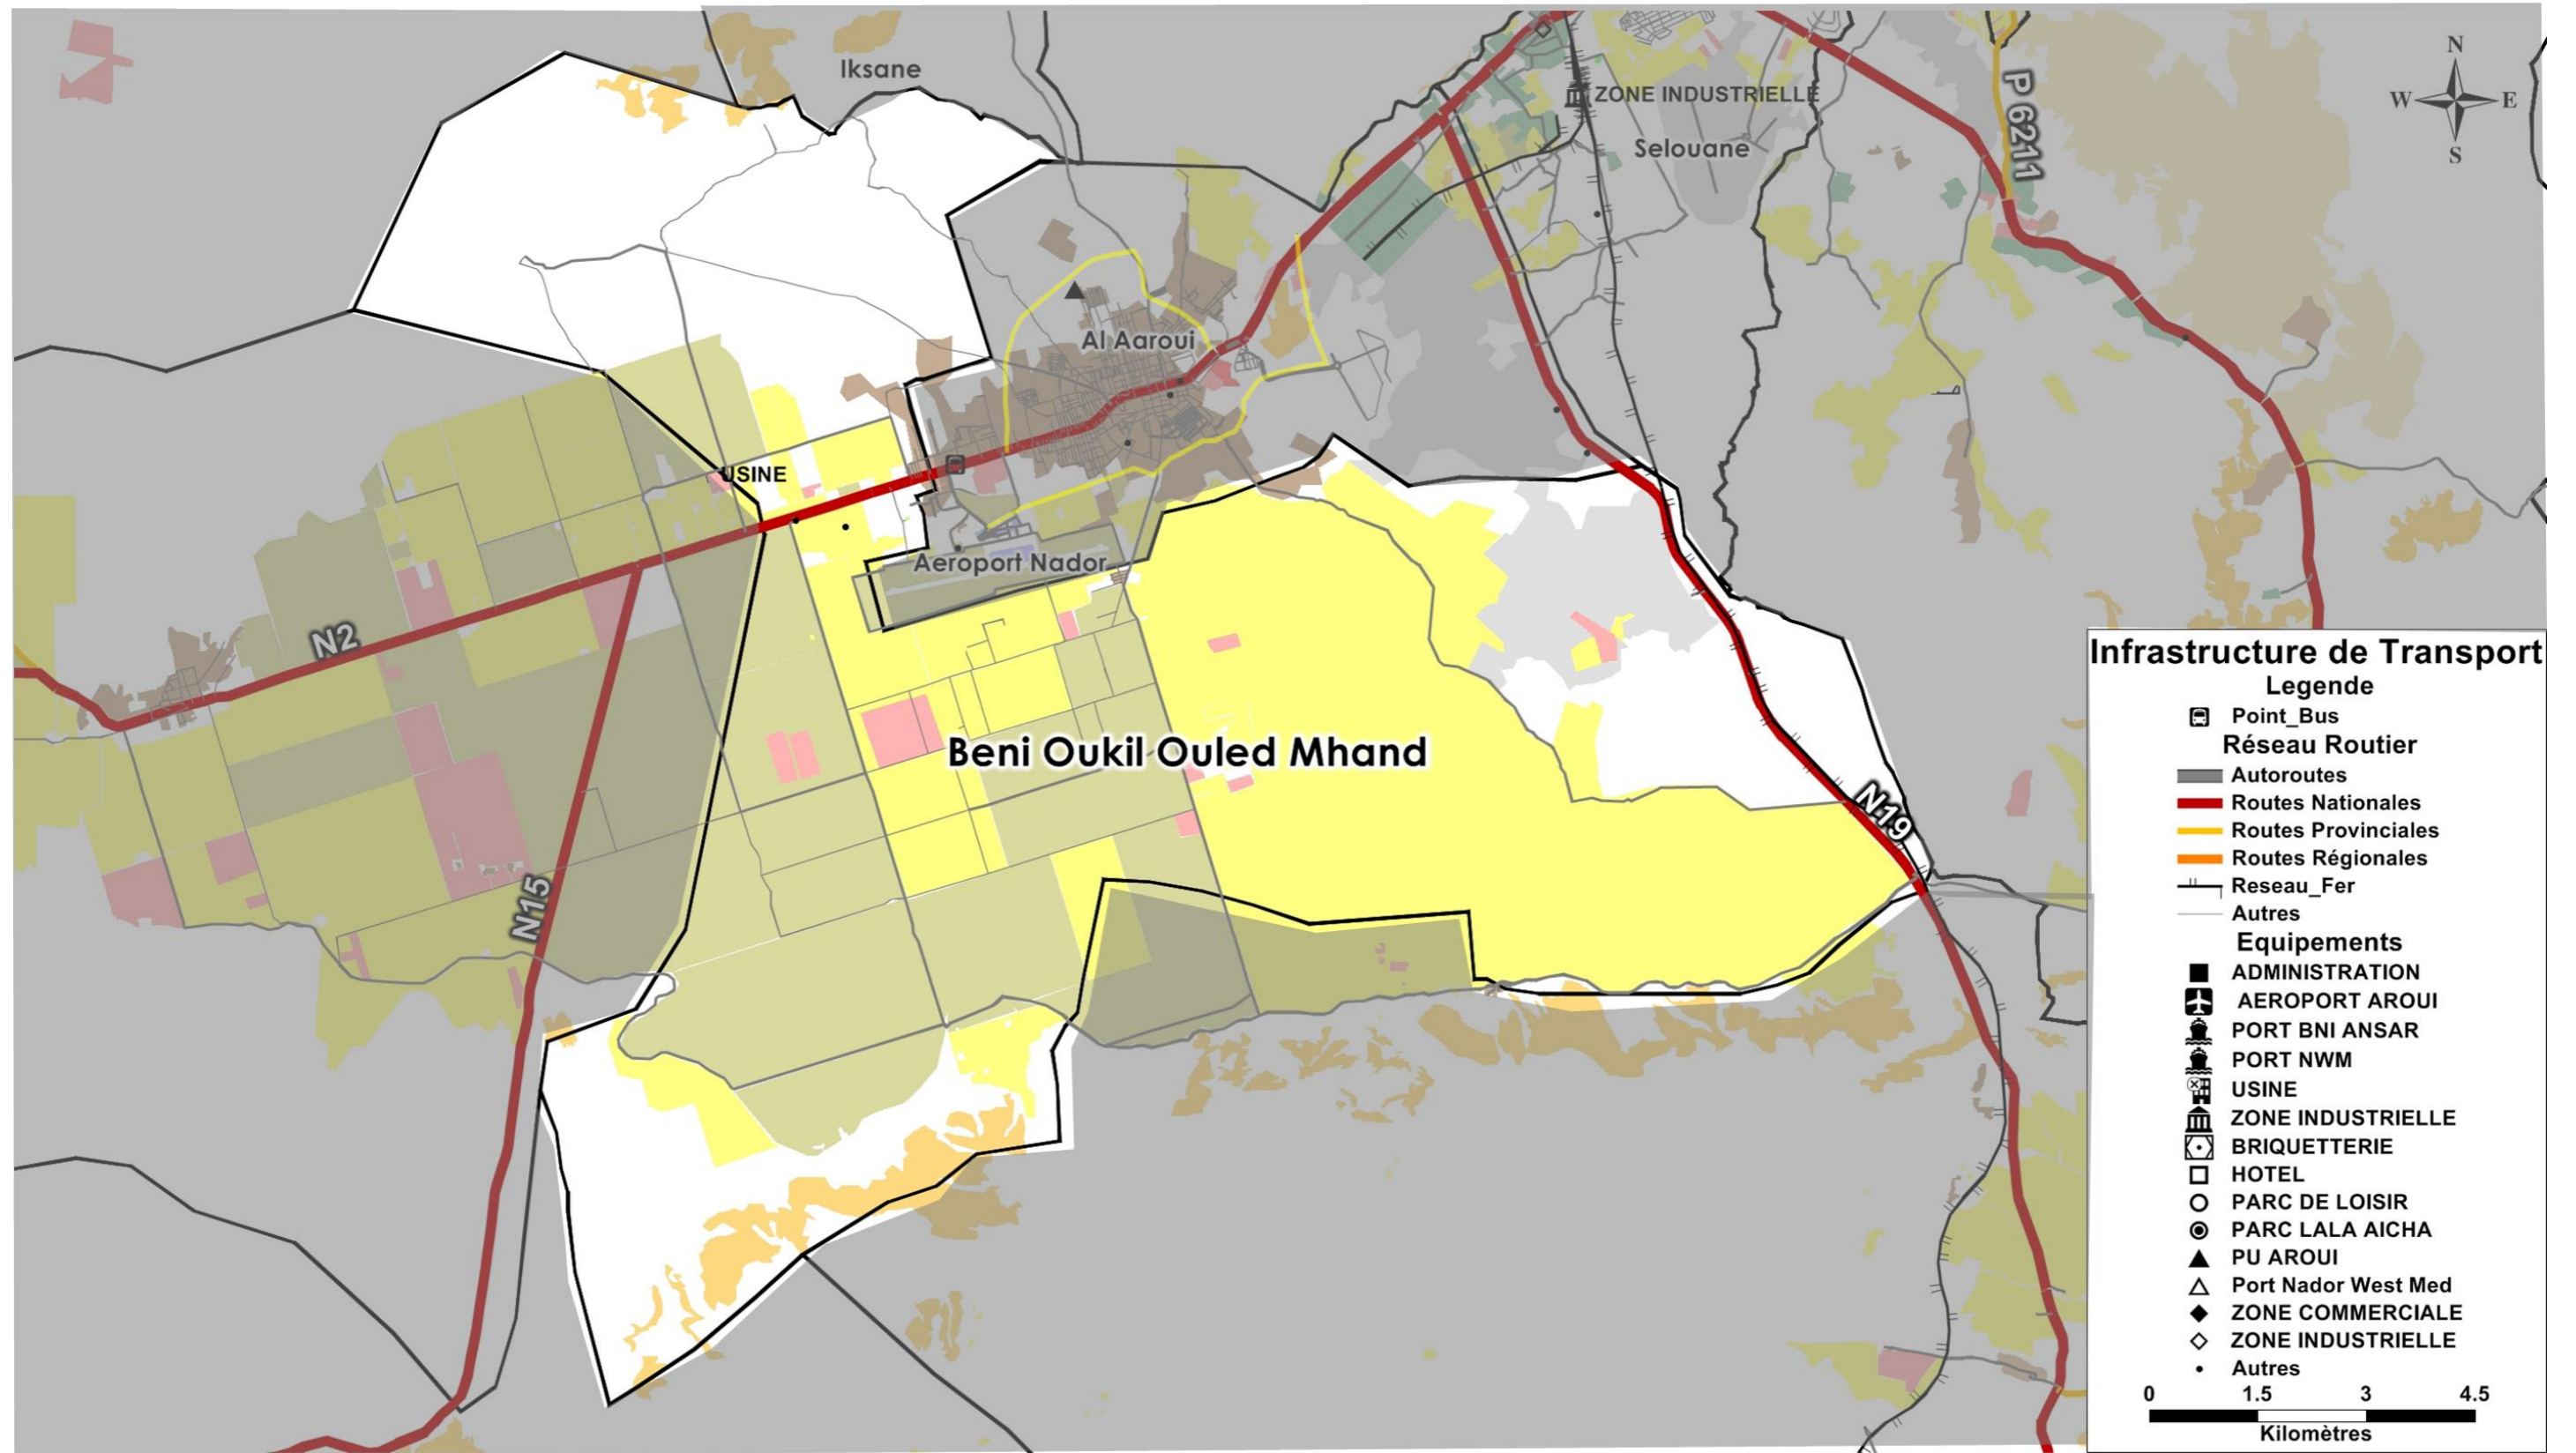 Iksane
N
W E
S
ZONE INDUSTRIELLE
P 6211
Selouane
Al Aaroui
USINE
Aeroport Nador
N2
Beni Oukil Ouled Mhand
N19
N15
Infrastructure de Transport
Legende
Point_Bus
Réseau Routier
Autoroutes
Routes Nationales
Routes Provinciales
Routes Régionales
Reseau_Fer
Autres
Equipements
ADMINISTRATION
AEROPORT AROUI
PORT BNI ANSAR
PORT NWM
USINE
ZONE INDUSTRIELLE
BRIQUETTERIE
HOTEL
PARC DE LOISIR
PARC LALA AICHA
PU AROUI
Port Nador West Med
ZONE COMMERCIALE
ZONE INDUSTRIELLE
Autres
0 1.5 3 4.5
Kilomètres